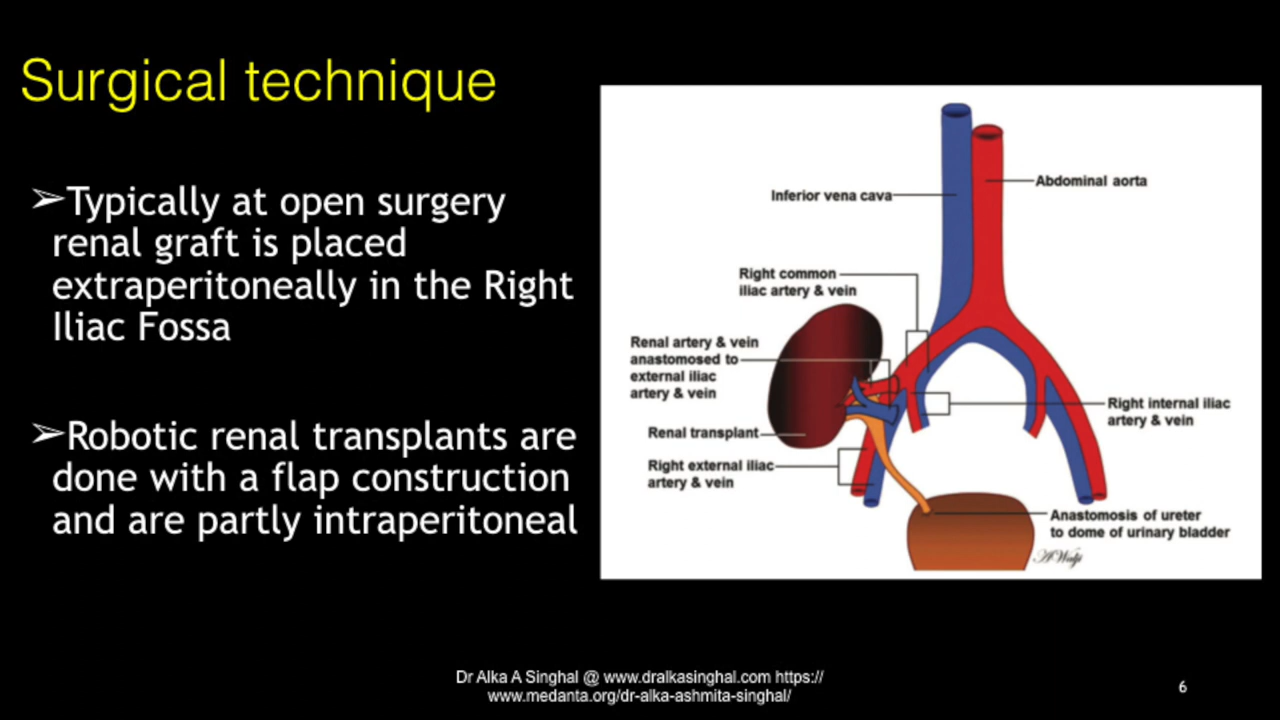 Surgical technique
➢Typically at open surgery
renal graft is placed
extraperitoneally in the Right
Iliac Fossa
➢Robotic renal transplants are
done with a flap construction
and are partly intraperitoneal
Abdominal aorta
Inferior vena cava
Right common
iliac artery & vein
Renal artery & vein
anastomosed to
external iliac
artery & vein
Right internal iliac
artery & vein
Renal transplant
Right external iliac
artery & vein
Anastomosis of ureter
to dome of urinary bladder
Dr Alka A Singhal @ www.dralkasinghal.com https://
www.medanta.org/dr-alka-ashmita-singhal/
6